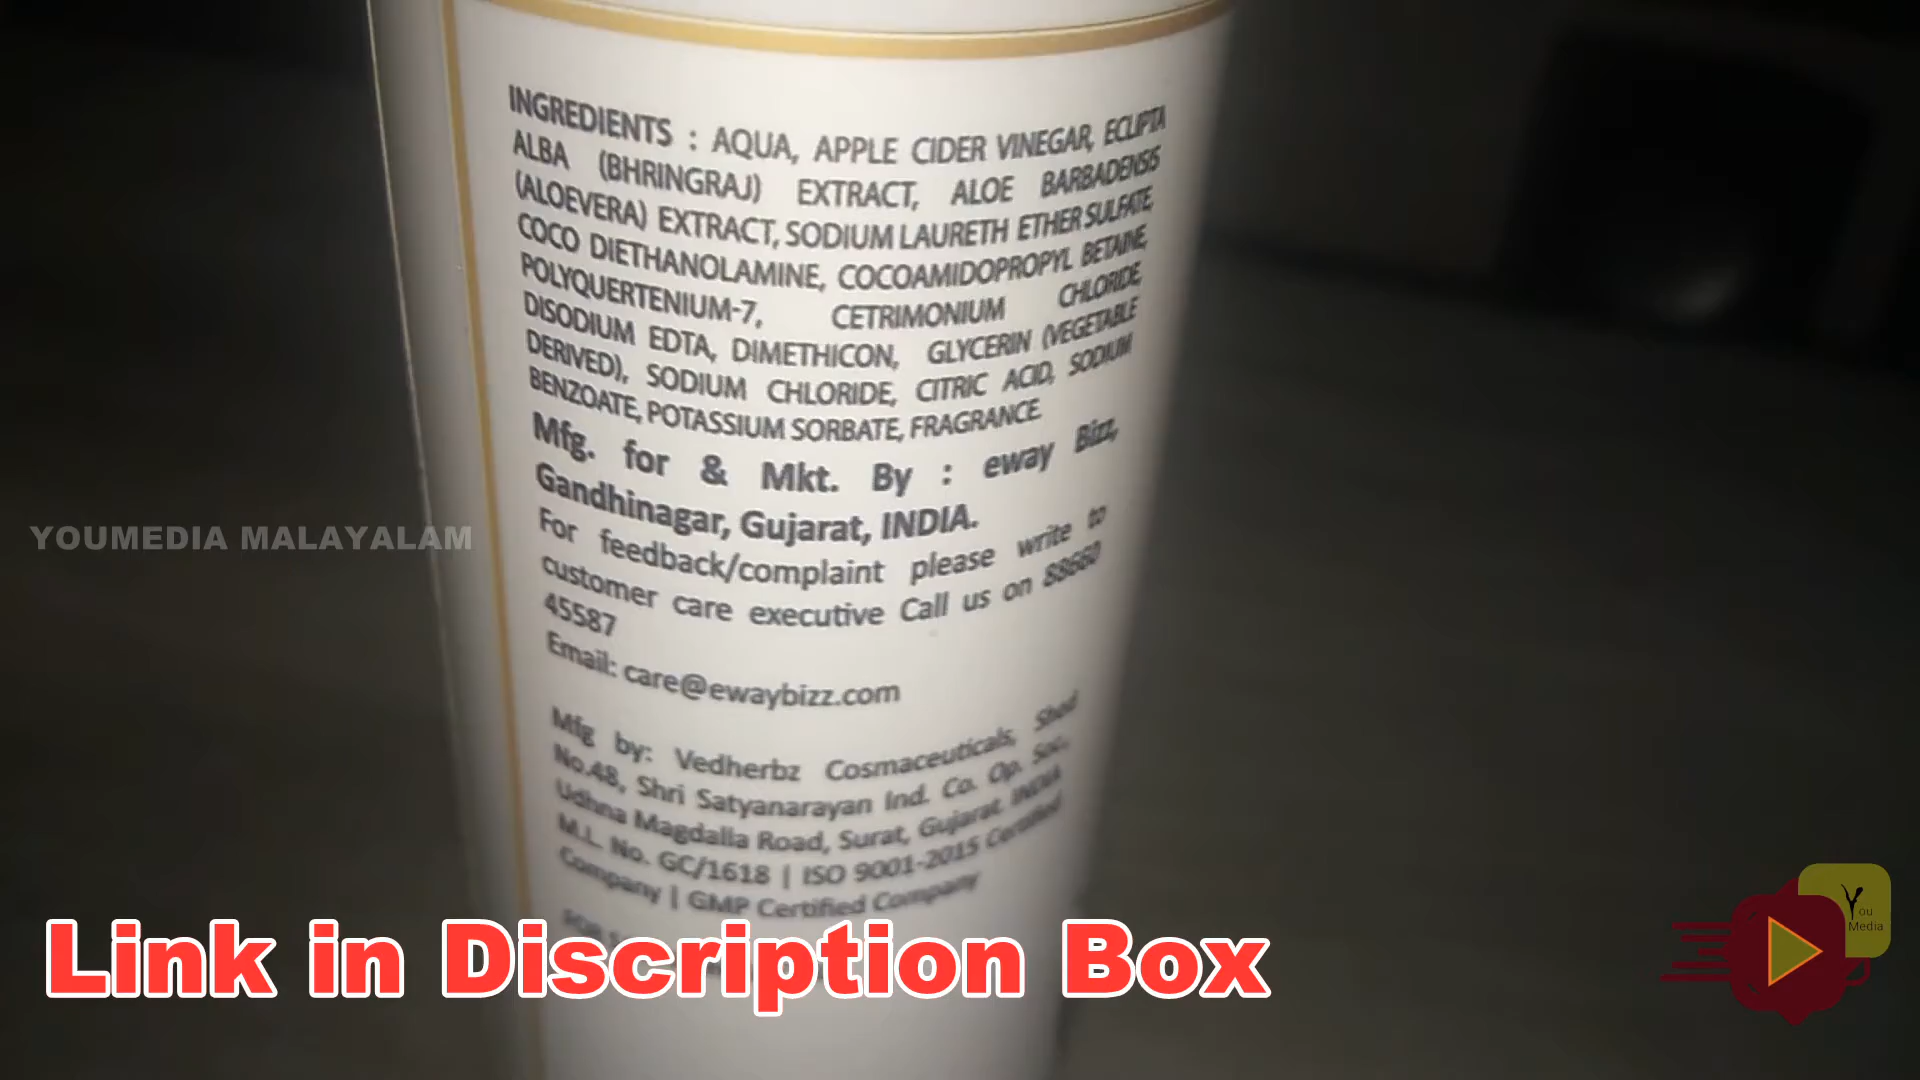 INGREDIENTS : AQUA, APPLE CIDER VINEGAR, ECLIPTA
ALBA (BHRINGRAJ) EXTRACT, ALOE BARBADENSIS
(ALOEVERA) EXTRACT, SODIUM LAURETH ETHER SULFATE,
COCO DIETHANOLAMINE, COCOAMIDOPROPYL BETAINE,
POLYQUERTENIUM-7, CETRIMONIUM CHLORIDE,
DISODIUM EDTA, DIMETHICON, GLYCERIN (VEGETABLE
DERIVED), SODIUM CHLORIDE, CITRIC ACID, SODIUM
BENZOATE, POTASSIUM SORBATE, FRAGRANCE.
Mfg. for & Mkt. By : eway Bizz,
Gandhinagar, Gujarat, INDIA.
For feedback/complaint please write to
customer care executive Call us on 88660
45587
Email: care@ewaybizz.com
Mfg by: Vedherbz Cosmaceuticals, Shed
No.48, Shri Satyanarayan Ind. Co. Op. Soc.,
Udhna Magdalla Road, Surat, Gujarat. INDIA
M.L. No. GC/1618 | ISO 9001-2015 Certified
Company | GMP Certified Company
YOUMEDIA MALAYALAM
Link in Discription Box
You
Media